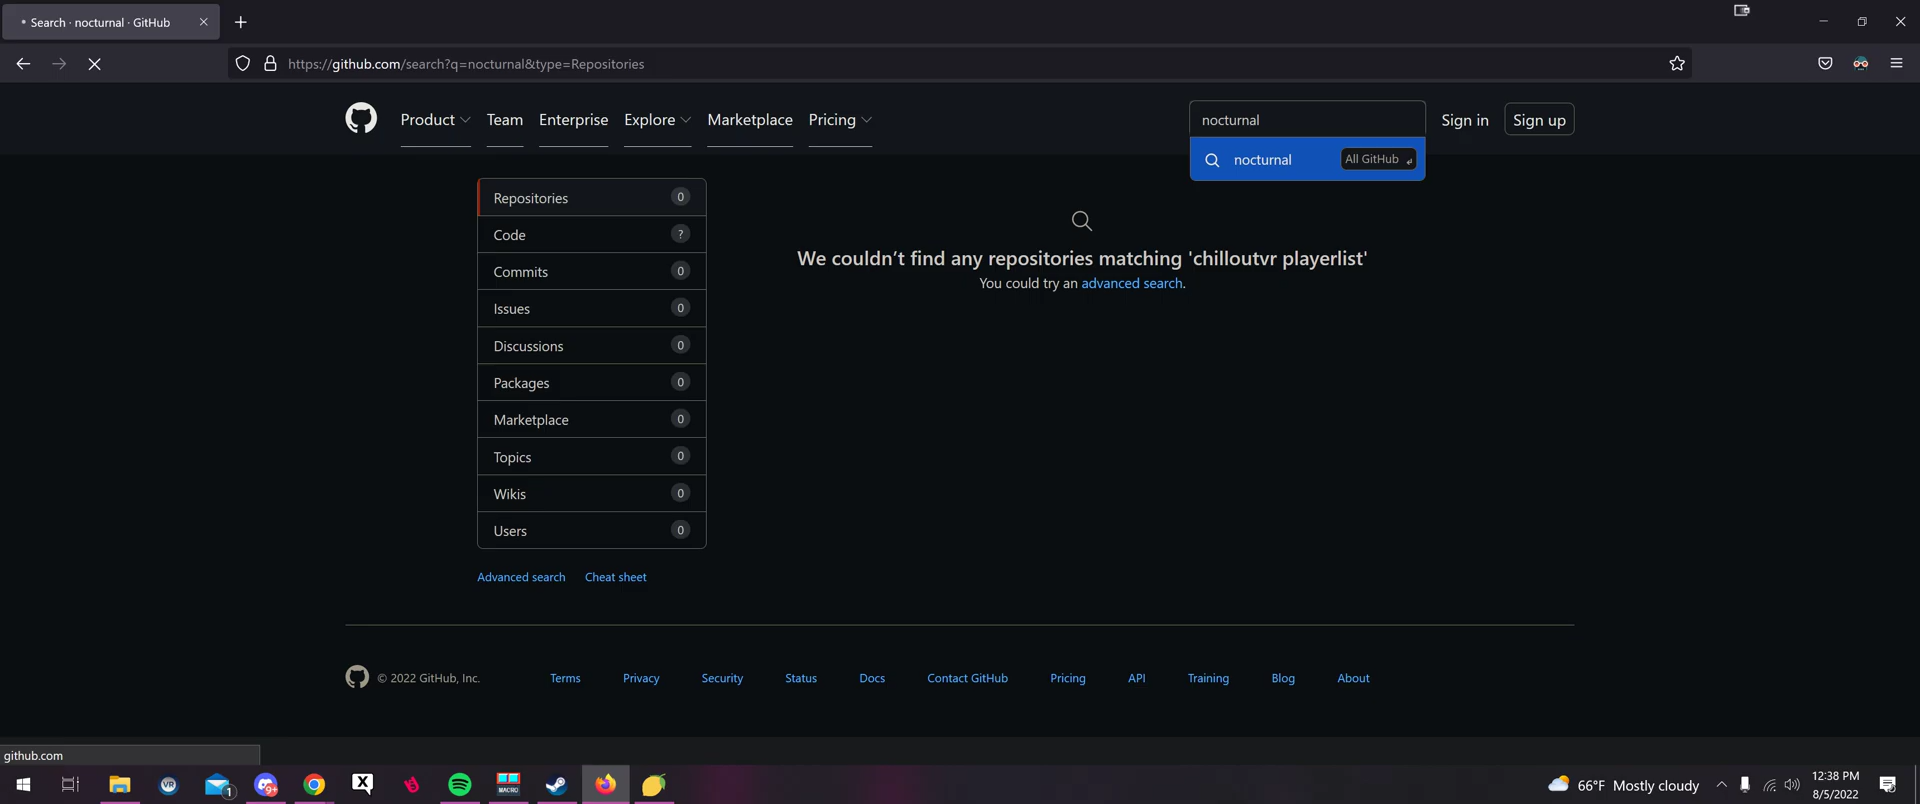 Search · nocturnal · GitHub
https://github.com/search?q=nocturnal&type=Repositories
Product
Team
Enterprise
Explore
Marketplace
Pricing
nocturnal
Sign in
Sign up
nocturnal
All GitHub
Repositories 0
Code ?
Commits 0
Issues 0
Discussions 0
Packages 0
Marketplace 0
Topics 0
Wikis 0
Users 0
We couldn’t find any repositories matching 'chilloutvr playerlist'
You could try an advanced search.
Advanced search
Cheat sheet
© 2022 GitHub, Inc.
Terms
Privacy
Security
Status
Docs
Contact GitHub
Pricing
API
Training
Blog
About
github.com
VR
1
9+
X
MACRO
66°F Mostly cloudy
12:38 PM
8/5/2022